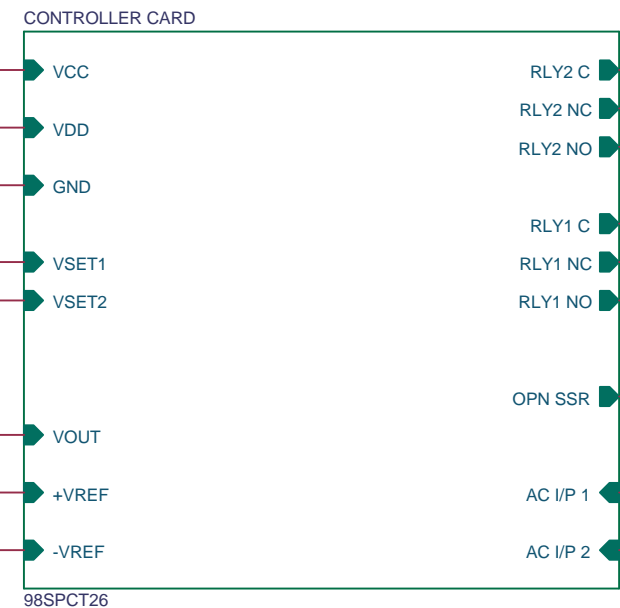 CONTROLLER CARD
VCC
VDD
GND
VSET1
VSET2
VOUT
+VREF
-VREF
RLY2 C
RLY2 NC
RLY2 NO
RLY1 C
RLY1 NC
RLY1 NO
OPN SSR
AC I/P 1
AC I/P 2
98SPCT26